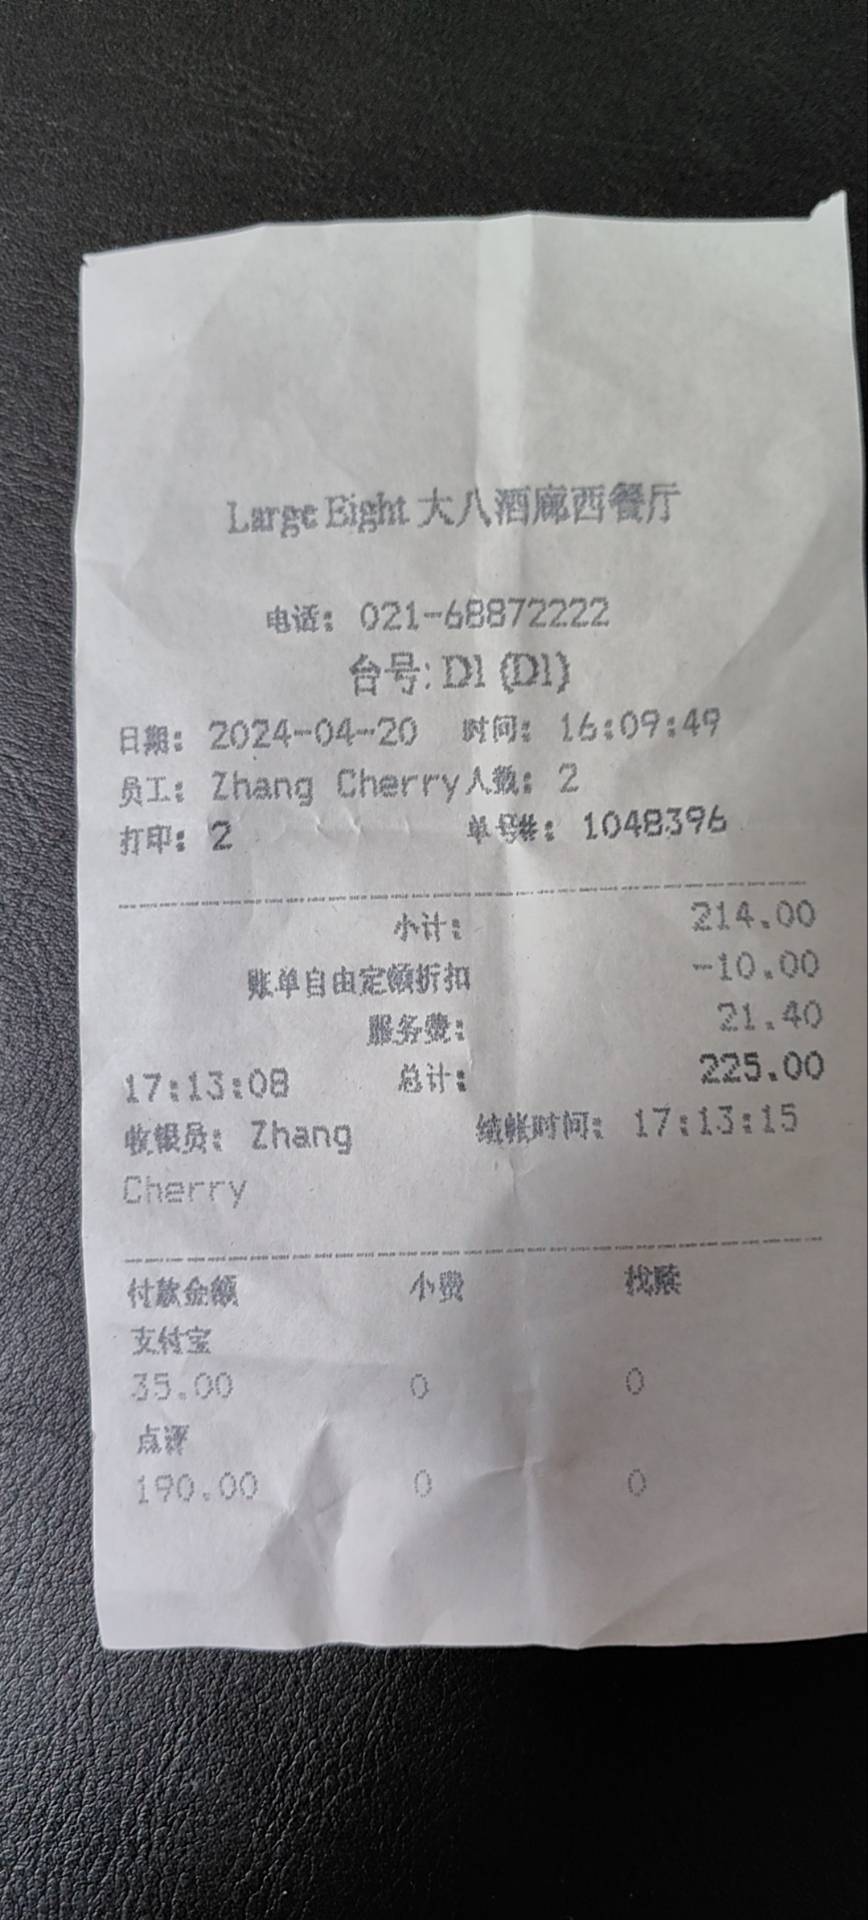 Large Eight 大八酒廊西餐厅
电话: 021-68872222
台号: D1 (D1)
日期: 2024-04-20 时间: 16:09:49
员工: Zhang Cherry 人数: 2
打印: 2 单号#: 1048396
小计: 214.00
账单自由定额折扣 -10.00
服务费: 21.40
17:13:08 总计: 225.00
收银员: Zhang 结帐时间: 17:13:15
Cherry
付款金额 小费 找赎
支付宝
35.00 0 0
点评
190.00 0 0